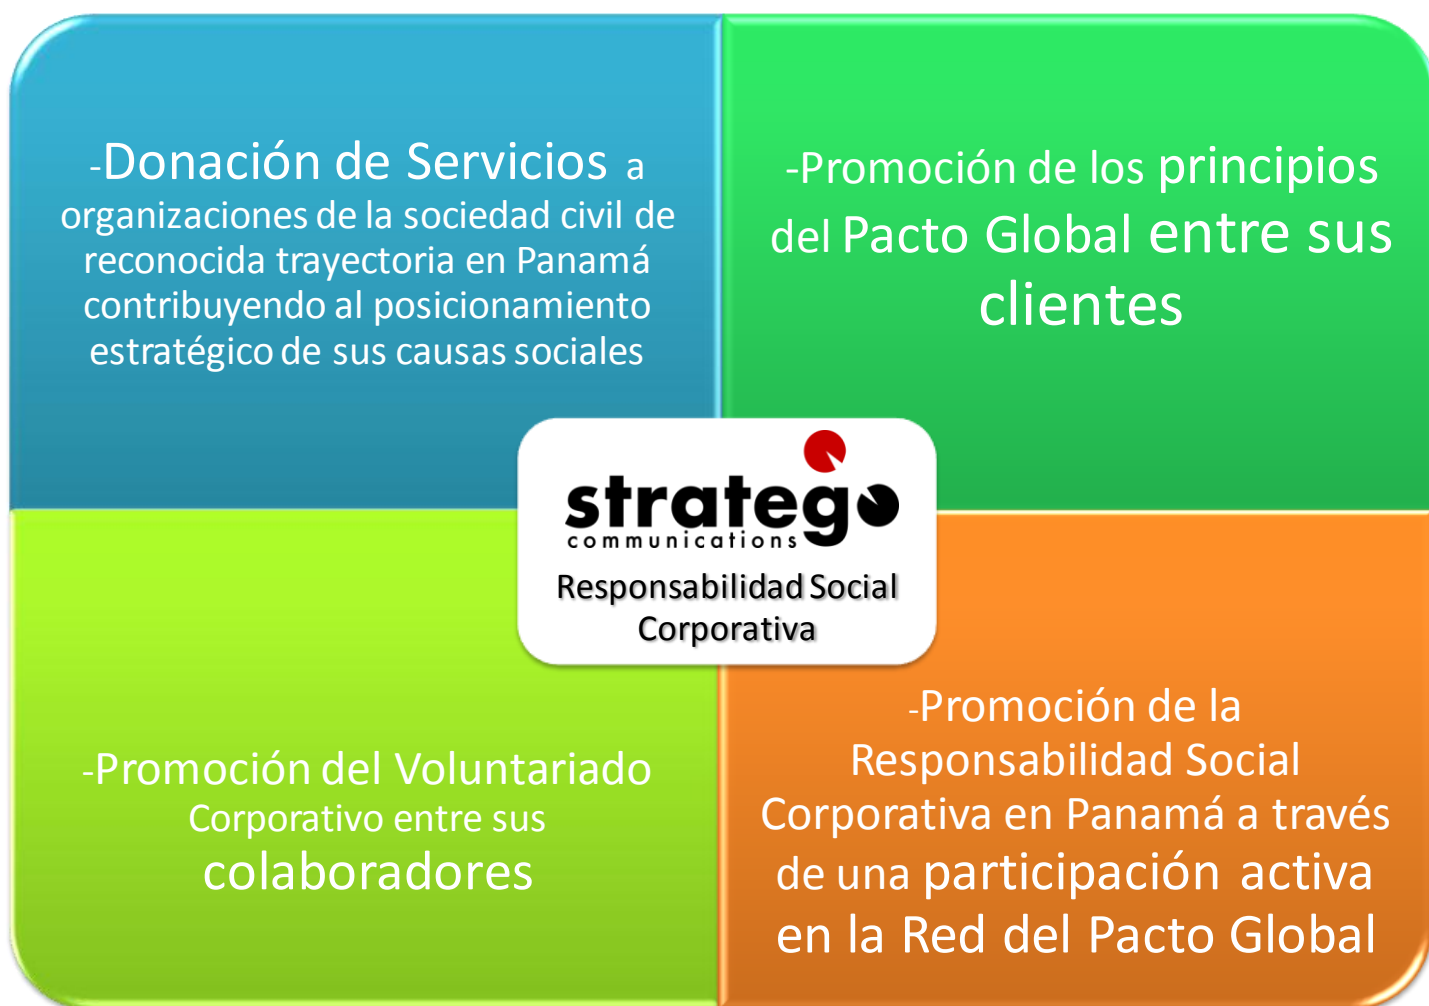 -Donación de Servicios a
organizaciones de la sociedad civil de
reconocida trayectoria en Panamá
contribuyendo al posicionamiento
estratégico de sus causas sociales
-Promoción de los principios
del Pacto Global entre sus
clientes
stratego
communications
Responsabilidad Social
Corporativa
-Promoción del Voluntariado
Corporativo entre sus
colaboradores
-Promoción de la
Responsabilidad Social
Corporativa en Panamá a través
de una participación activa
en la Red del Pacto Global